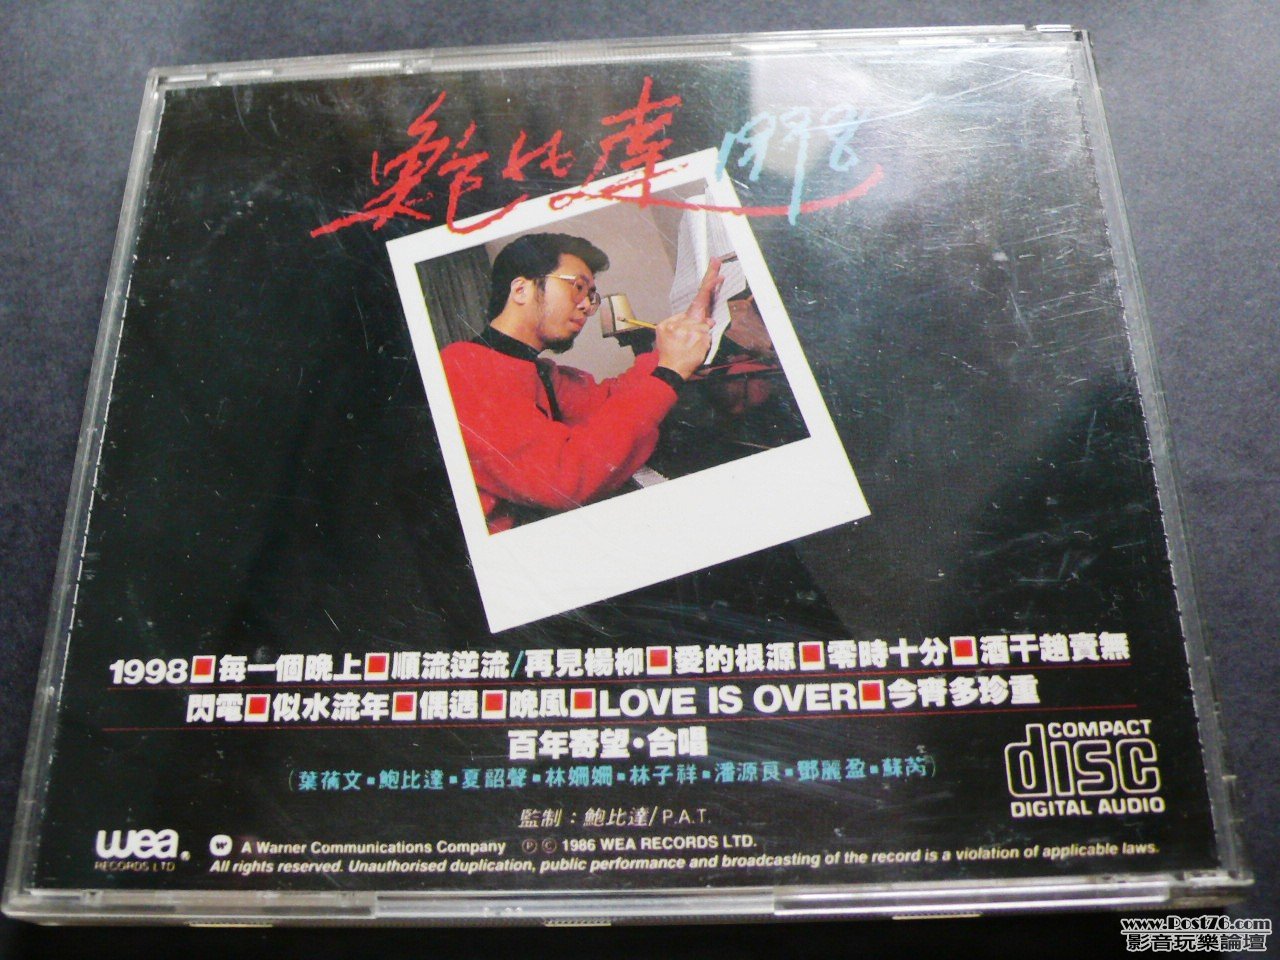 鮑比達 1998
1998■每一個晚上■順流逆流/再見楊柳■愛的根源■零時十分■酒干趟賣無
閃電■似水流年■偶遇■晚風■LOVE IS OVER■今宵多珍重
百年寄望·合唱
(葉蒨文▪鮑比達▪夏韶聲▪林姍姍▪林子祥▪潘源良▪鄧麗盈▪蘇芮)
COMPACT
disc
DIGITAL AUDIO
監制：鮑比達/P.A.T.
wea®
RECORDS LTD
A Warner Communications Company ℗ © 1986 WEA RECORDS LTD.
All rights reserved. Unauthorised duplication, public performance and broadcasting of the record is a violation of applicable laws.
www.Post76.com
影音玩樂論壇